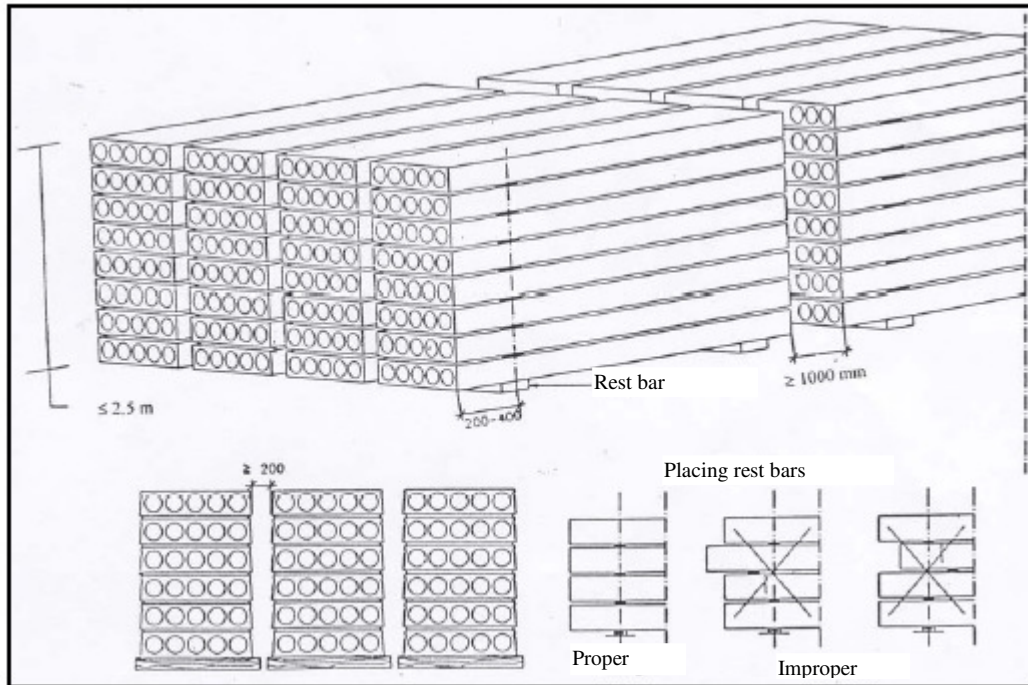 Rest bar
≥ 1000 mm
≤ 2.5 m
200-400
≥ 200
Placing rest bars
Proper
Improper